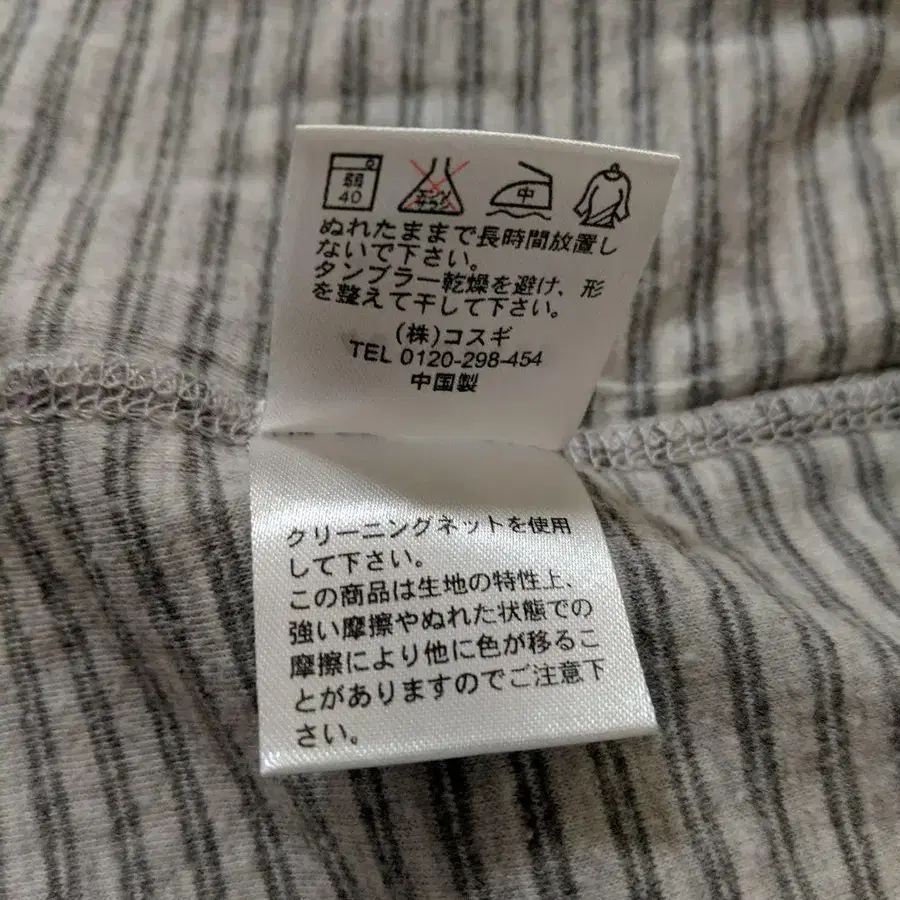 弱
40
エンソ
サラシ
中
ぬれたままで長時間放置し
ないで下さい。
タンブラー乾燥を避け、形
を整えて干して下さい。
(株)コスギ
TEL 0120-298-454
中国製
クリーニングネットを使用
して下さい。
この商品は生地の特性上、
強い摩擦やぬれた状態での
摩擦により他に色が移るこ
とがありますのでご注意下
さい。